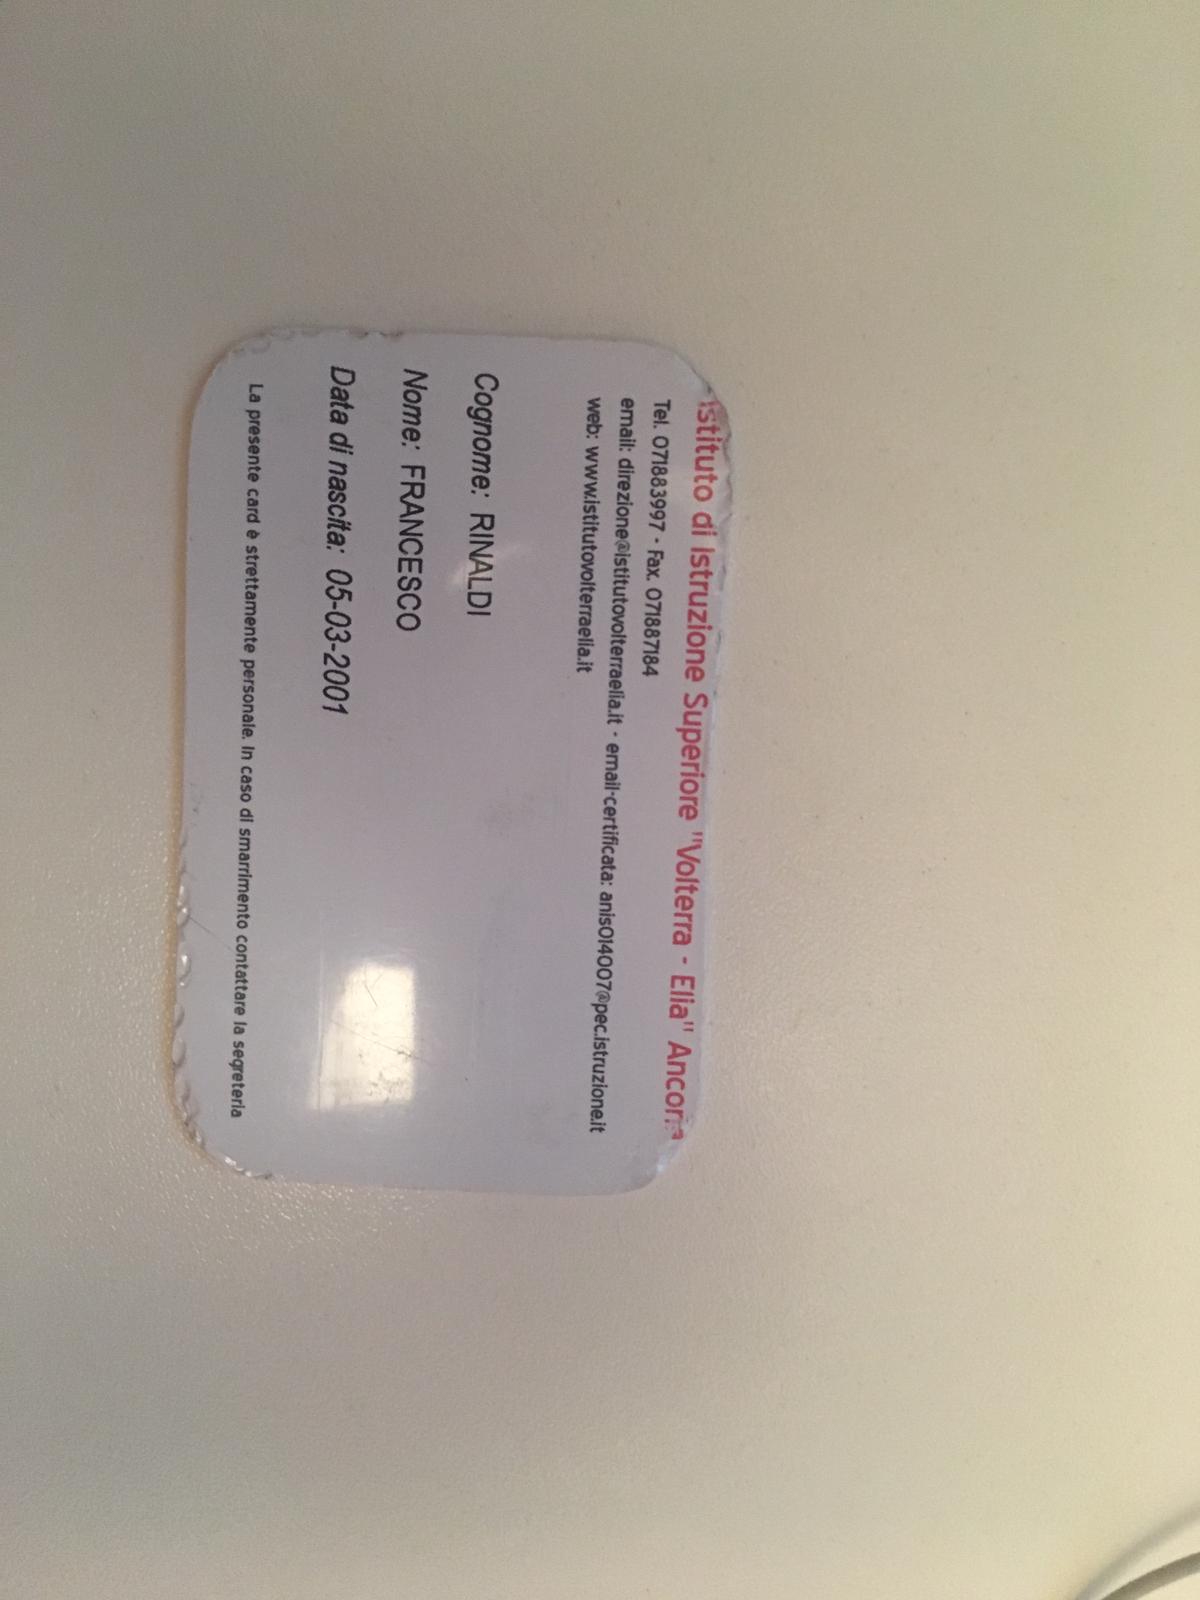 Istituto di Istruzione Superiore "Volterra - Elia" Ancona
Tel. 071883997 - Fax. 071887184
email: direzione@istitutovolterraelia.it - email-certificata: anis014007@pec.istruzione.it
web: www.istitutovolterraelia.it
Cognome: RINALDI
Nome: FRANCESCO
Data di nascita: 05-03-2001
La presente card è strettamente personale. In caso di smarrimento contattare la segreteria